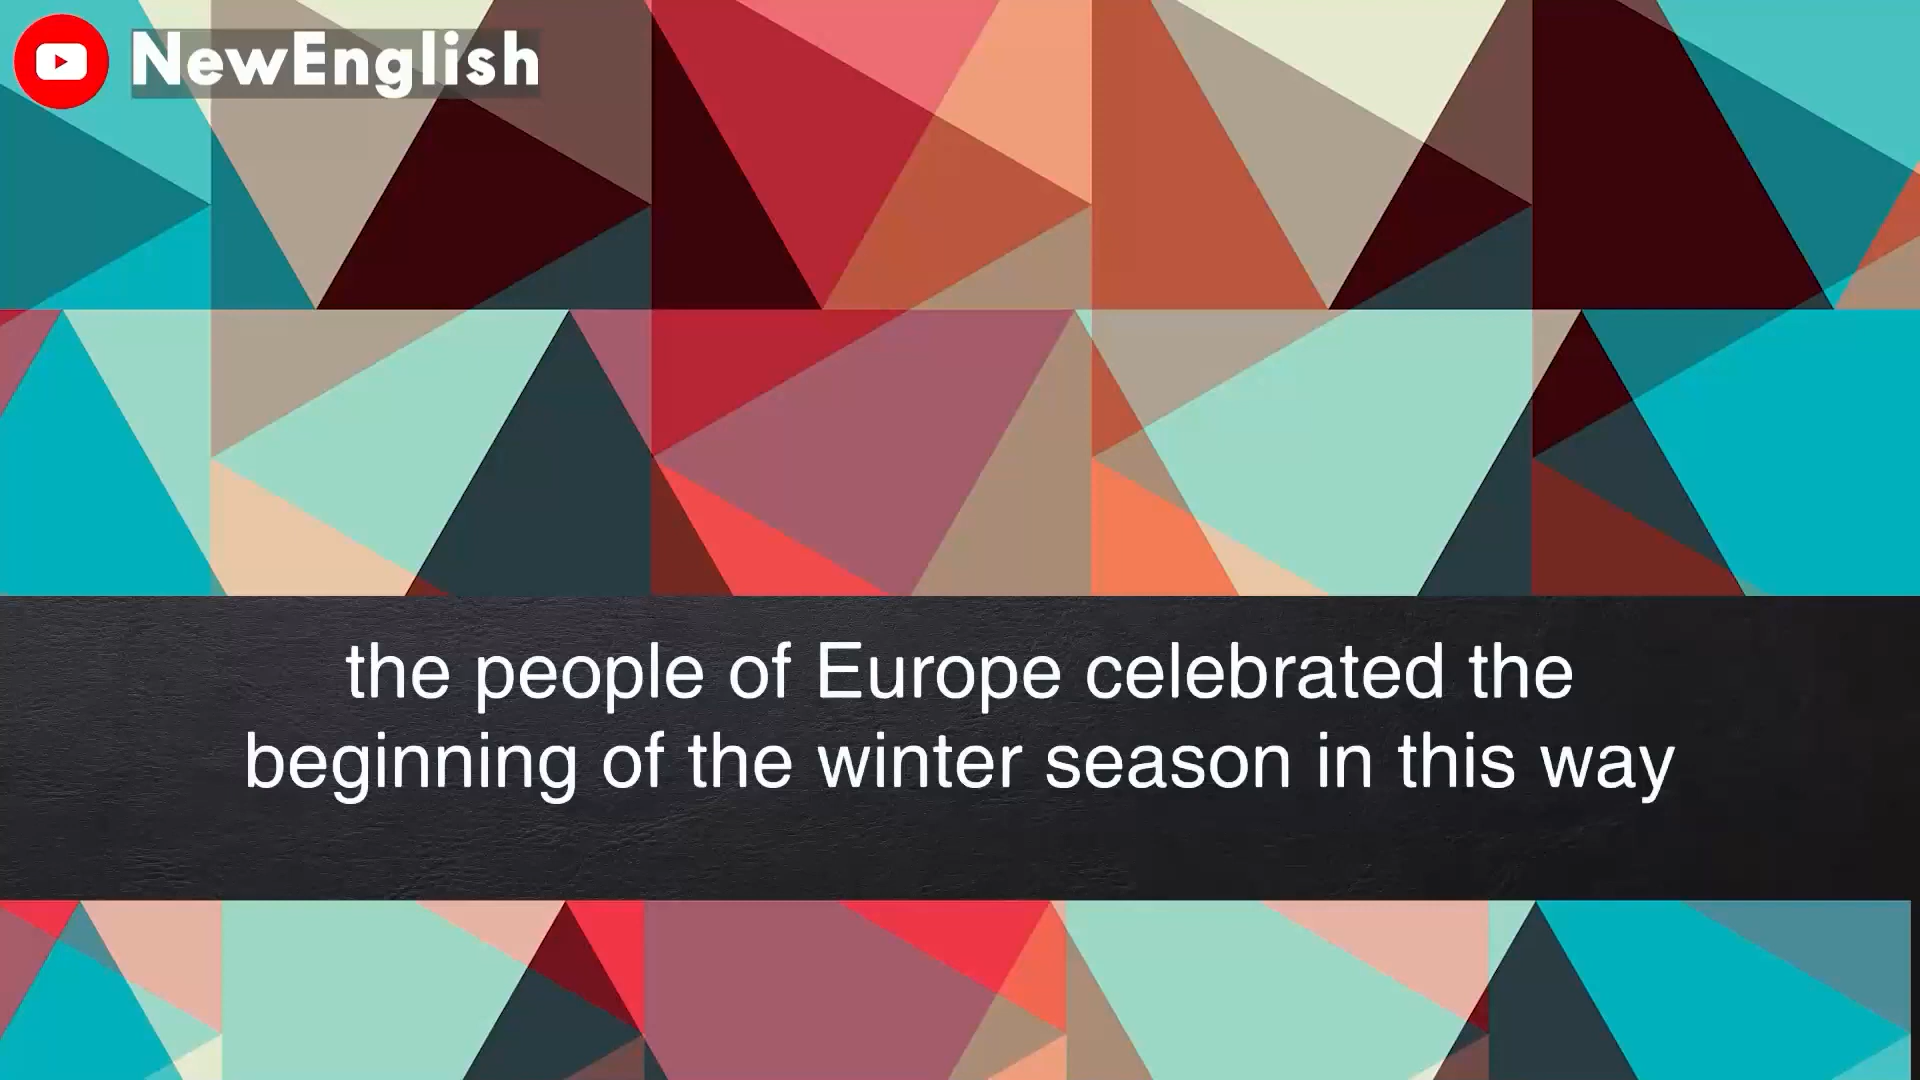 NewEnglish
the people of Europe celebrated the
beginning of the winter season in this way